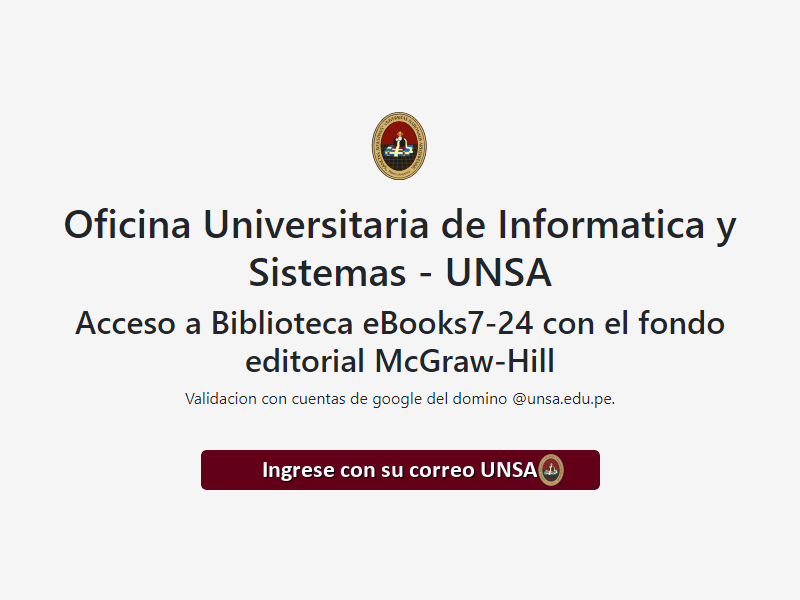 Oficina Universitaria de Informatica y
Sistemas - UNSA
Acceso a Biblioteca eBooks7-24 con el fondo
editorial McGraw-Hill
Validacion con cuentas de google del domino @unsa.edu.pe.
Ingrese con su correo UNSA